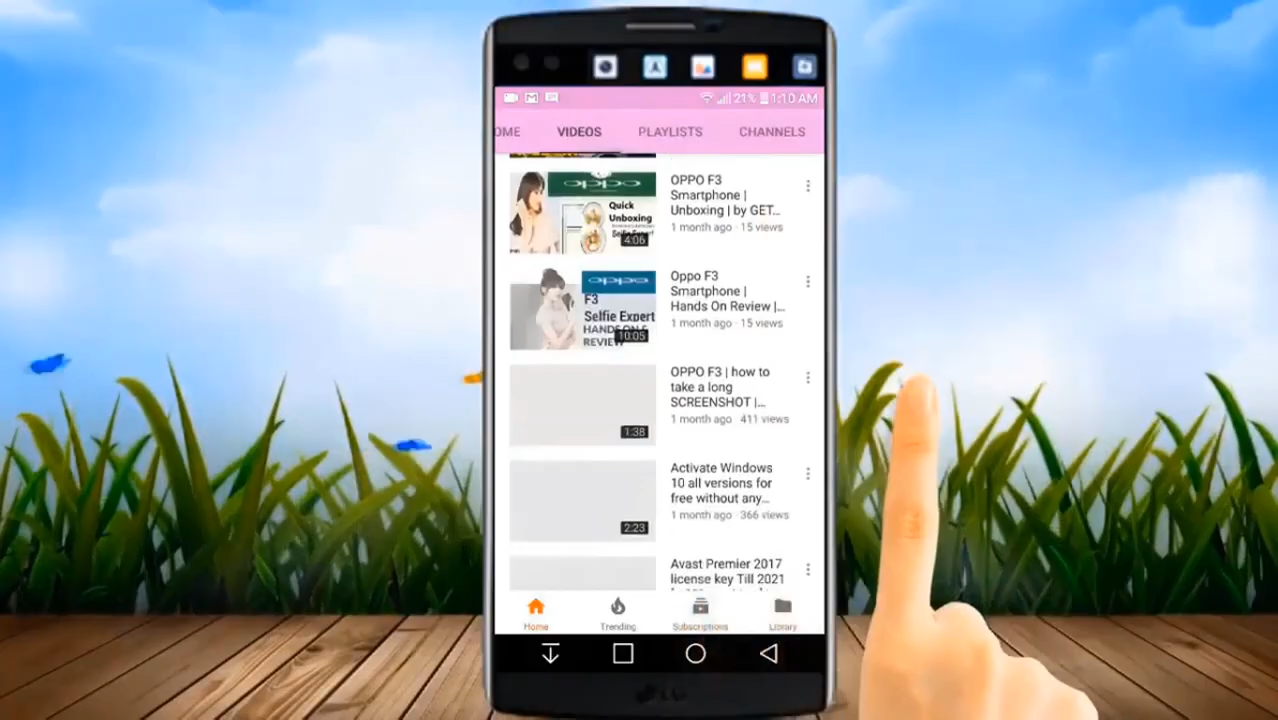 21% 1:10 AM
OME VIDEOS PLAYLISTS CHANNELS
oppo
Quick
Unboxing
Selfie Expert
4:06
OPPO F3
Smartphone |
Unboxing | by GET...
1 month ago · 15 views
oppo
F3
Selfie Expert
HANDS ON &
REVIEW
10:05
Oppo F3
Smartphone |
Hands On Review |...
1 month ago · 15 views
1:38
OPPO F3 | how to
take a long
SCREENSHOT |...
1 month ago · 411 views
2:23
Activate Windows
10 all versions for
free without any...
1 month ago · 366 views
Avast Premier 2017
license key Till 2021
Home Trending Subscriptions Library
LG